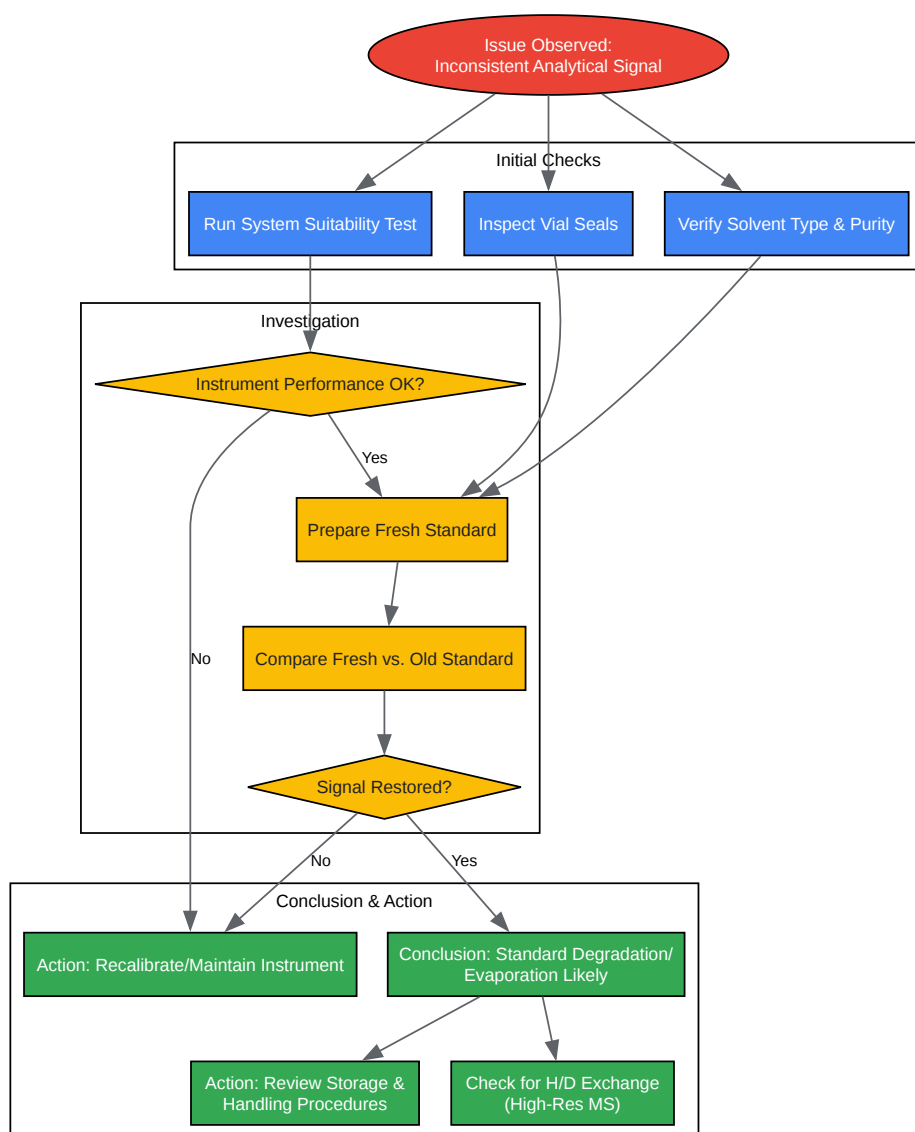 Issue Observed:
Inconsistent Analytical Signal
Initial Checks
Run System Suitability Test
Inspect Vial Seals
Verify Solvent Type & Purity
Investigation
Instrument Performance OK?
Yes
Prepare Fresh Standard
No
Compare Fresh vs. Old Standard
Signal Restored?
No
Yes
Conclusion & Action
Action: Recalibrate/Maintain Instrument
Conclusion: Standard Degradation/
Evaporation Likely
Action: Review Storage &
Handling Procedures
Check for H/D Exchange
(High-Res MS)